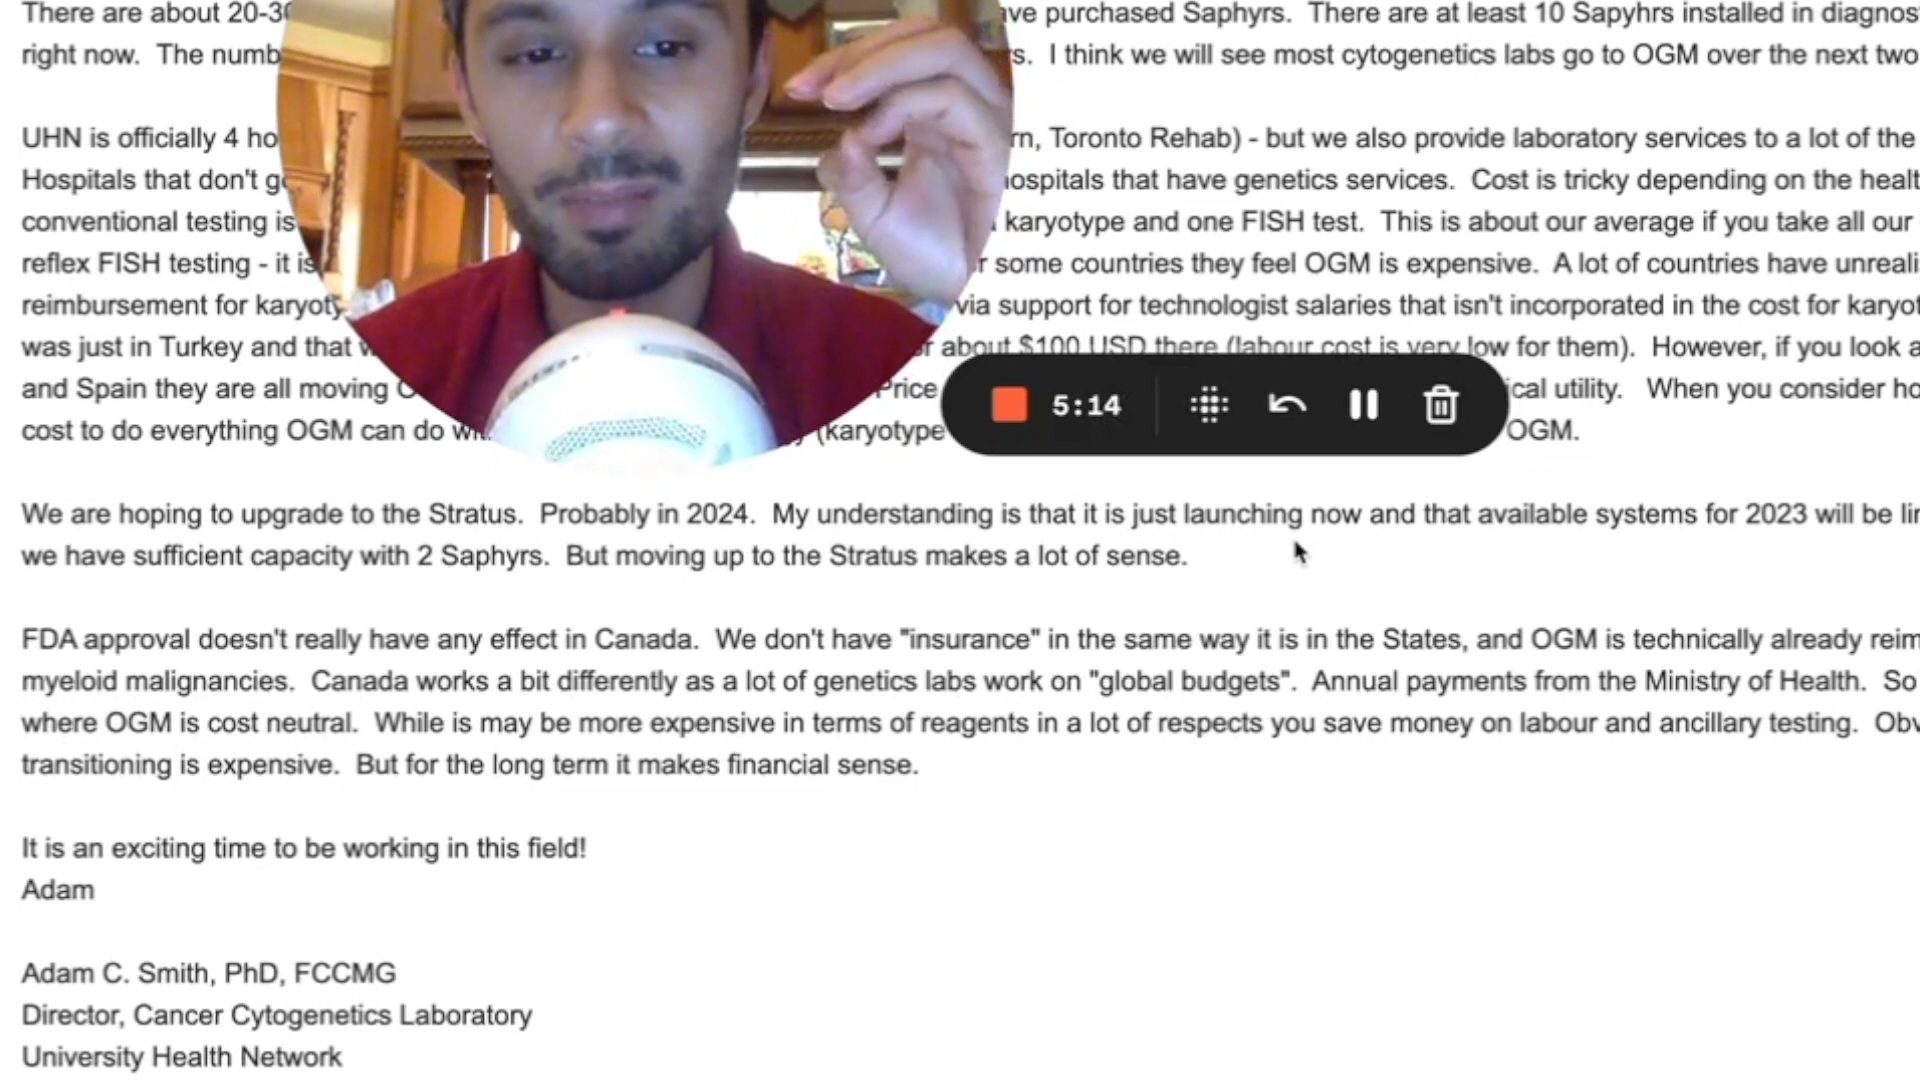 There are about 20-30 ve purchased Saphyrs. There are at least 10 Sapyhrs installed in diagnos
right now. The numb s. I think we will see most cytogenetics labs go to OGM over the next two
UHN is officially 4 ho rn, Toronto Rehab) - but we also provide laboratory services to a lot of the
Hospitals that don't g ospitals that have genetics services. Cost is tricky depending on the healt
conventional testing is karyotype and one FISH test. This is about our average if you take all our
reflex FISH testing - it is r some countries they feel OGM is expensive. A lot of countries have unreali
reimbursement for karyoty via support for technologist salaries that isn't incorporated in the cost for karyot
was just in Turkey and that w r about $100 USD there (labour cost is very low for them). However, if you look a
and Spain they are all moving Price ical utility. When you consider ho
cost to do everything OGM can do wi (karyotype OGM.
5:14
We are hoping to upgrade to the Stratus. Probably in 2024. My understanding is that it is just launching now and that available systems for 2023 will be lin
we have sufficient capacity with 2 Saphyrs. But moving up to the Stratus makes a lot of sense.
FDA approval doesn't really have any effect in Canada. We don't have "insurance" in the same way it is in the States, and OGM is technically already reim
myeloid malignancies. Canada works a bit differently as a lot of genetics labs work on "global budgets". Annual payments from the Ministry of Health. So
where OGM is cost neutral. While is may be more expensive in terms of reagents in a lot of respects you save money on labour and ancillary testing. Obv
transitioning is expensive. But for the long term it makes financial sense.
It is an exciting time to be working in this field!
Adam
Adam C. Smith, PhD, FCCMG
Director, Cancer Cytogenetics Laboratory
University Health Network